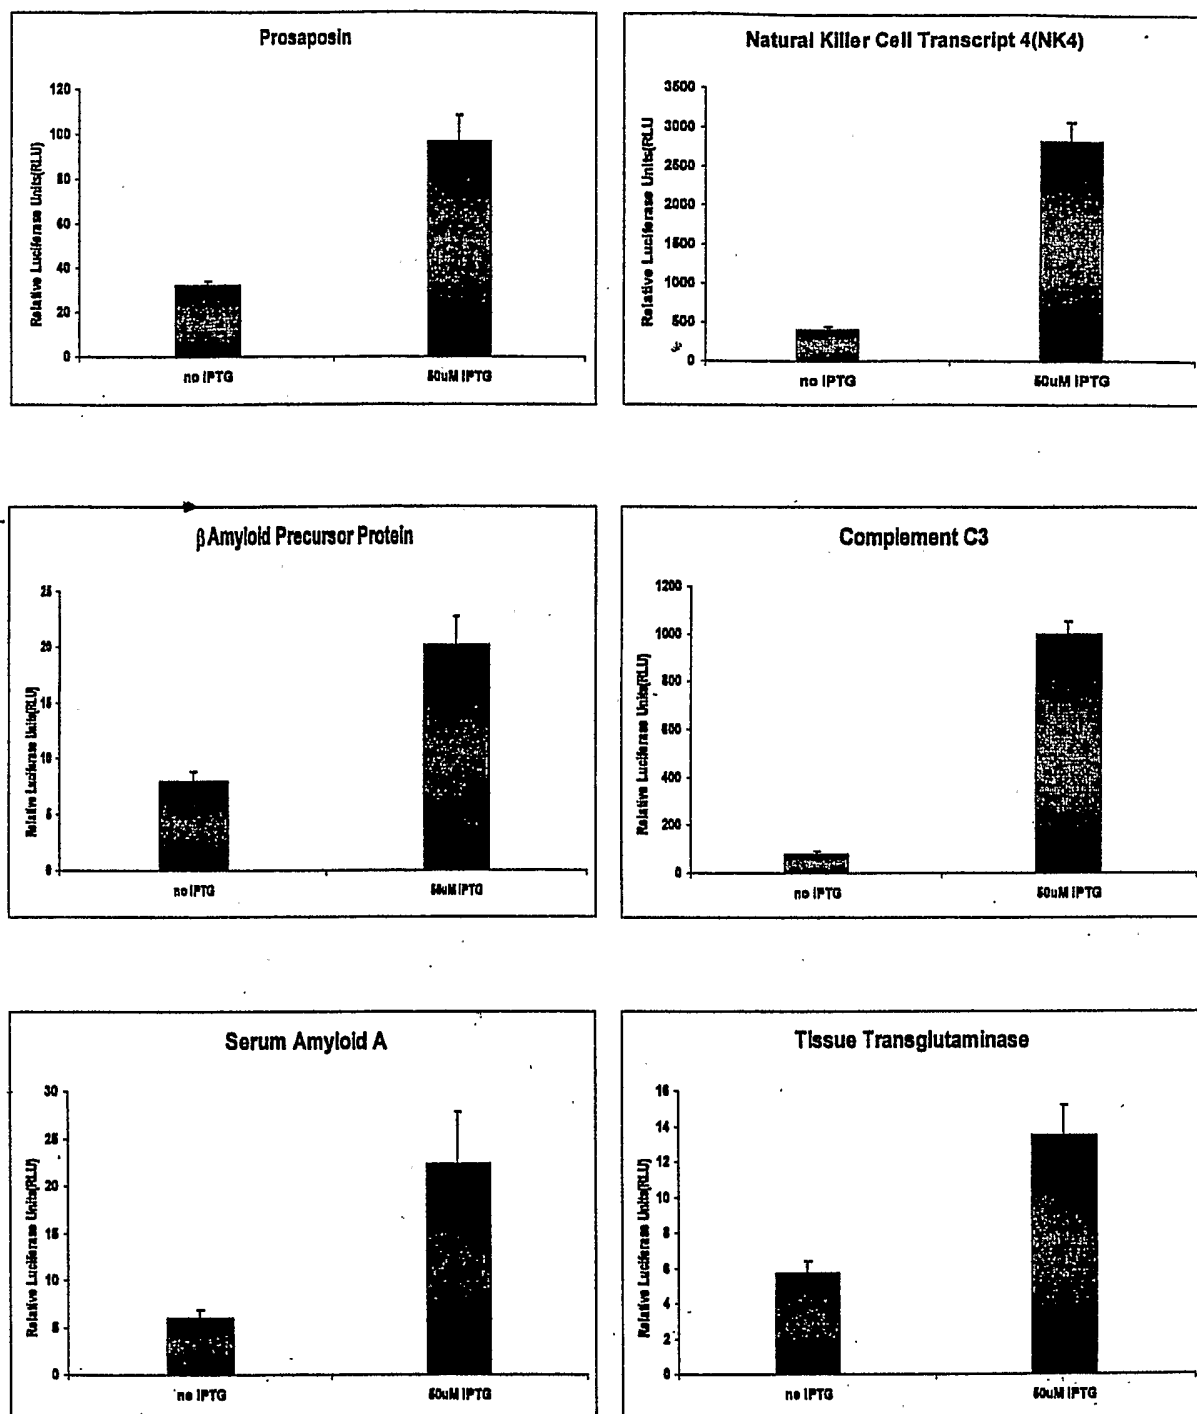 Prosaposin
Relative Luciferase Units(RLU)
120
100
80
60
40
20
0
no IPTG
50uM IPTG
Natural Killer Cell Transcript 4(NK4)
Relative Luciferase Units(RLU
3500
3000
2500
2000
1500
1000
500
0
no IPTG
50uM IPTG
β Amyloid Precursor Protein
Relative Luciferase Units(RLU)
25
20
15
10
5
0
no IPTG
50uM IPTG
Complement C3
Relative Luciferase Units(RLU)
1200
1000
800
600
400
200
0
no IPTG
50uM IPTG
Serum Amyloid A
Relative Luciferase Units(RLU)
30
25
20
15
10
5
0
no IPTG
50uM IPTG
Tissue Transglutaminase
Relative Luciferase Units(RLU)
16
14
12
10
8
6
4
2
0
no IPTG
50uM IPTG